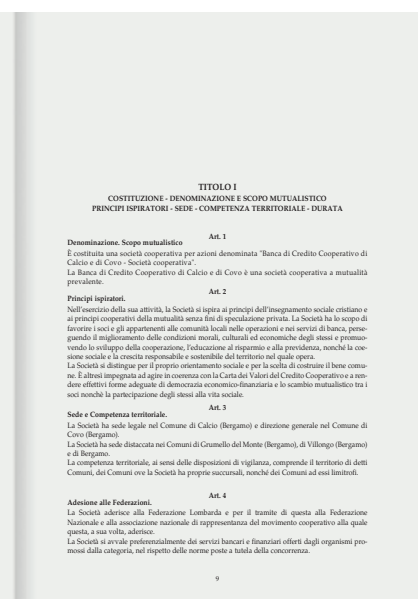 TITOLO I
COSTITUZIONE - DENOMINAZIONE E SCOPO MUTUALISTICO
PRINCIPI ISPIRATORI - SEDE - COMPETENZA TERRITORIALE - DURATA
Art. 1
Denominazione. Scopo mutualistico
È costituita una società cooperativa per azioni denominata "Banca di Credito Cooperativo di
Calcio e di Covo - Società cooperativa".
La Banca di Credito Cooperativo di Calcio e di Covo è una società cooperativa a mutualità
prevalente.
Art. 2
Principi ispiratori.
Nell'esercizio della sua attività, la Società si ispira ai principi dell'insegnamento sociale cristiano e
ai principi cooperativi della mutualità senza fini di speculazione privata. La Società ha lo scopo di
favorire i soci e gli appartenenti alle comunità locali nelle operazioni e nei servizi di banca, perse-
guendo il miglioramento delle condizioni morali, culturali ed economiche degli stessi e promuo-
vendo lo sviluppo della cooperazione, l'educazione al risparmio e alla previdenza, nonché la coe-
sione sociale e la crescita responsabile e sostenibile del territorio nel quale opera.
La Società si distingue per il proprio orientamento sociale e per la scelta di costruire il bene comu-
ne. È altresì impegnata ad agire in coerenza con la Carta dei Valori del Credito Cooperativo e a ren-
dere effettivi forme adeguate di democrazia economico-finanziaria e lo scambio mutualistico tra i
soci nonché la partecipazione degli stessi alla vita sociale.
Art. 3
Sede e Competenza territoriale.
La Società ha sede legale nel Comune di Calcio (Bergamo) e direzione generale nel Comune di
Covo (Bergamo).
La Società ha sede distaccata nei Comuni di Grumello del Monte (Bergamo), di Villongo (Bergamo)
e di Bergamo.
La competenza territoriale, ai sensi delle disposizioni di vigilanza, comprende il territorio di detti
Comuni, dei Comuni ove la Società ha proprie succursali, nonché dei Comuni ad essi limitrofi.
Art. 4
Adesione alle Federazioni.
La Società aderisce alla Federazione Lombarda e per il tramite di questa alla Federazione
Nazionale e alla associazione nazionale di rappresentanza del movimento cooperativo alla quale
questa, a sua volta, aderisce.
La Società si avvale preferenzialmente dei servizi bancari e finanziari offerti dagli organismi pro-
mossi dalla categoria, nel rispetto delle norme poste a tutela della concorrenza.
9